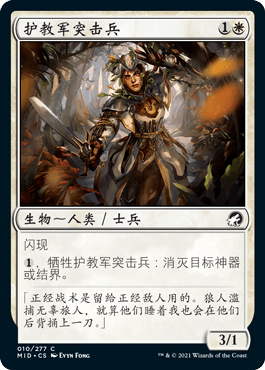 护教军突击兵 1
生物～人类／士兵
闪现
1，牺牲护教军突击兵：消灭目标神器
或结界。
「正经战术是留给正经敌人用的。狼人滥
捕无辜旅人，就算他们睡着我也会在他们
后背捅上一刀。」
3/1
010/277 C
MID • CS Evyn Fong
™ & © 2021 Wizards of the Coast